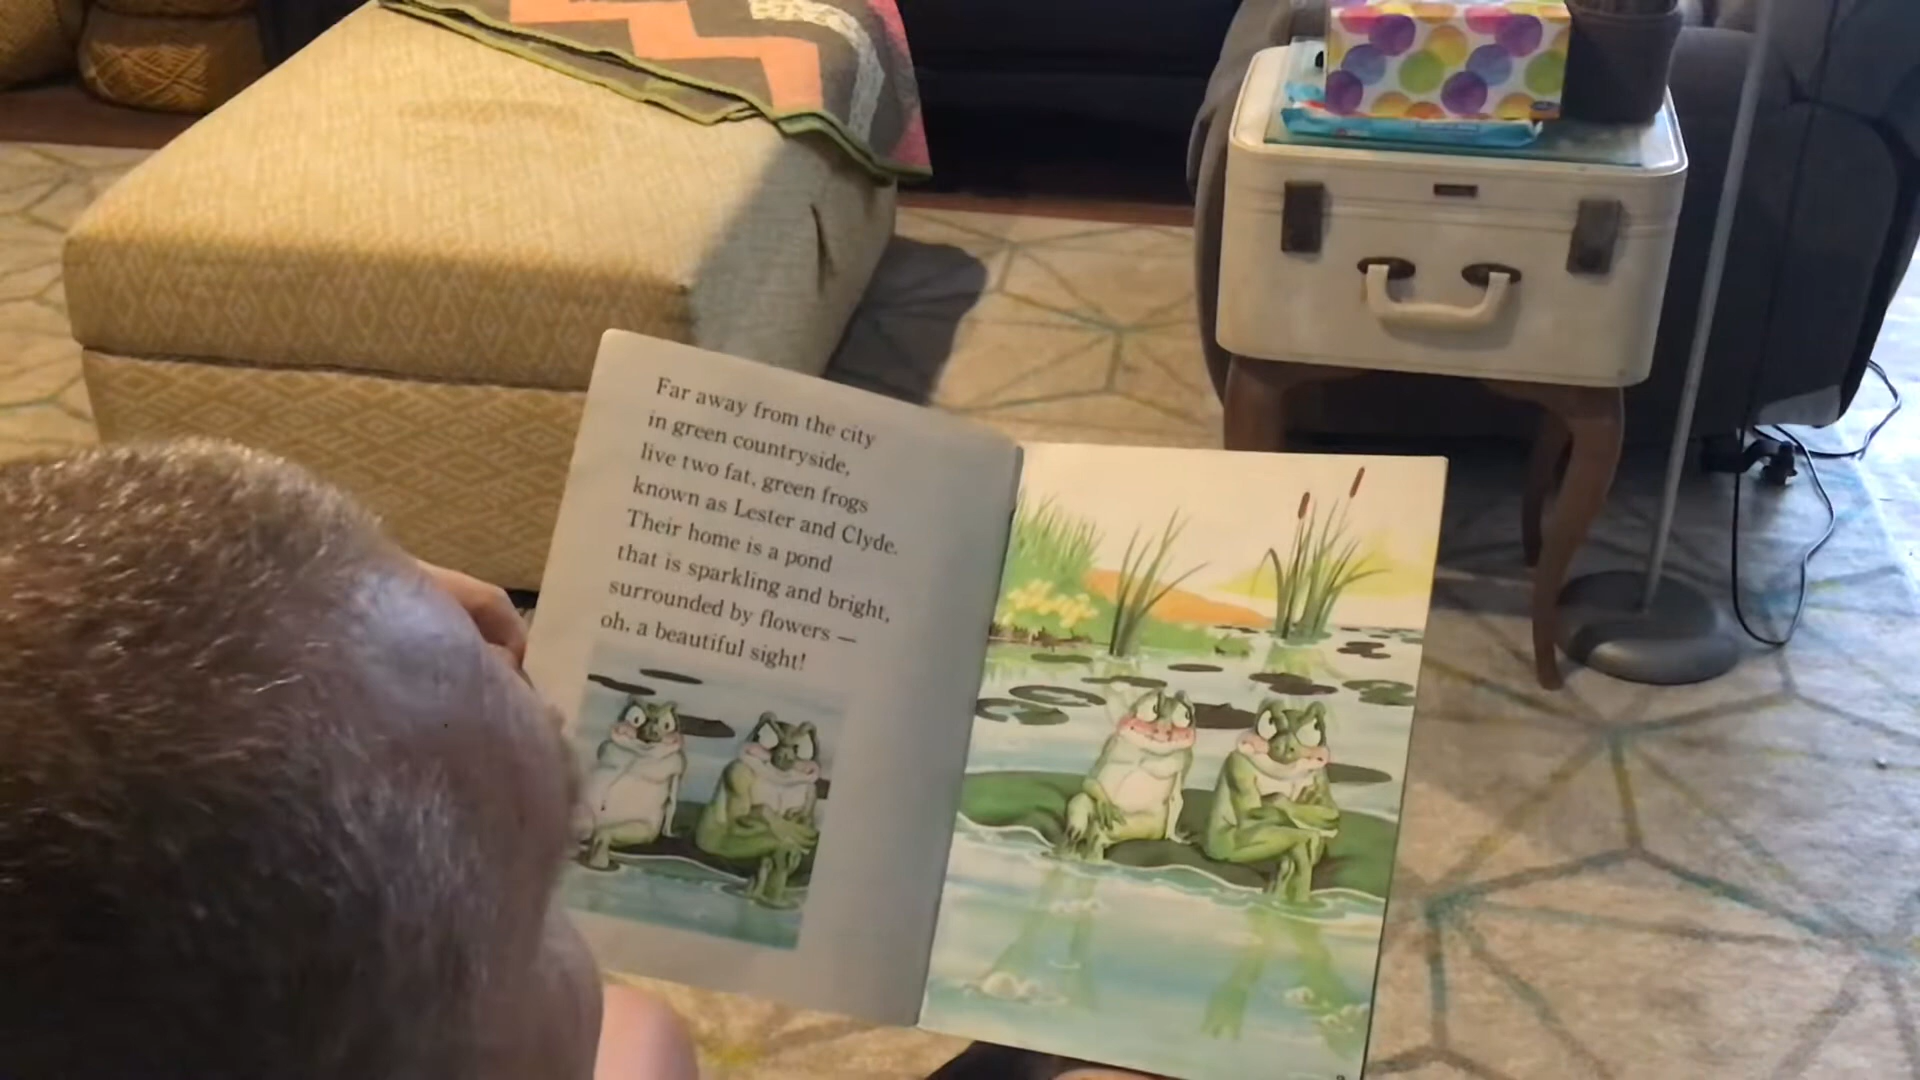 Far away from the city
in green countryside,
live two fat, green frogs
known as Lester and Clyde.
Their home is a pond
that is sparkling and bright,
surrounded by flowers —
oh, a beautiful sight!